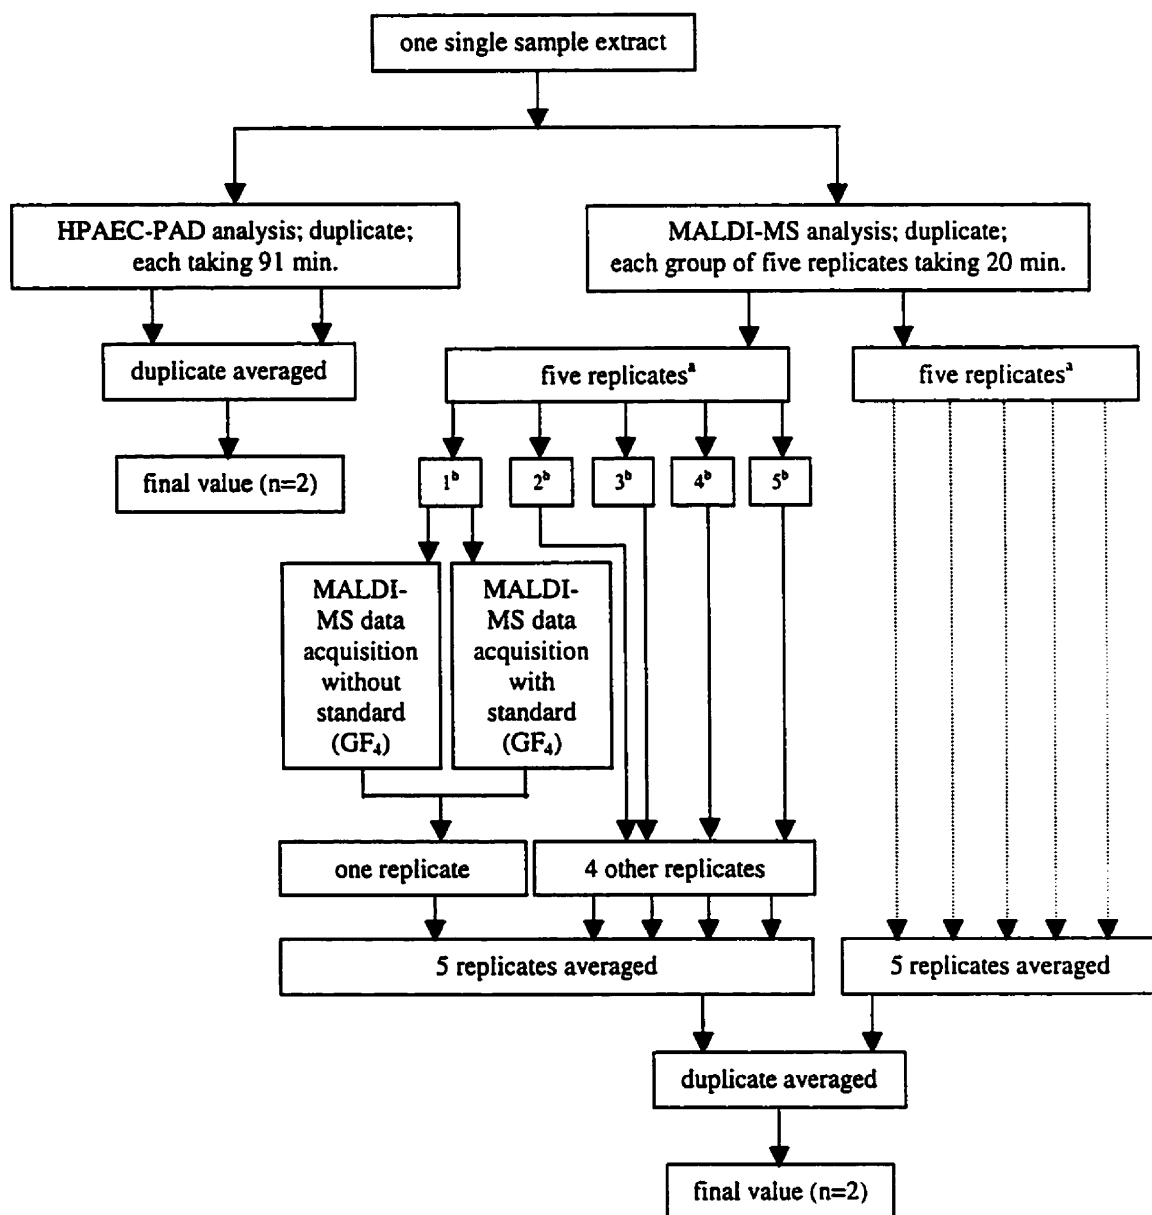 one single sample extract
HPAEC-PAD analysis; duplicate;
each taking 91 min.
MALDI-MS analysis; duplicate;
each group of five replicates taking 20 min.
duplicate averaged
five replicatesᵃ
five replicatesᵃ
final value (n=2)
1ᵇ
2ᵇ
3ᵇ
4ᵇ
5ᵇ
MALDI-
MS data
acquisition
without
standard
(GF₄)
MALDI-
MS data
acquisition
with
standard
(GF₄)
one replicate
4 other replicates
5 replicates averaged
5 replicates averaged
duplicate averaged
final value (n=2)